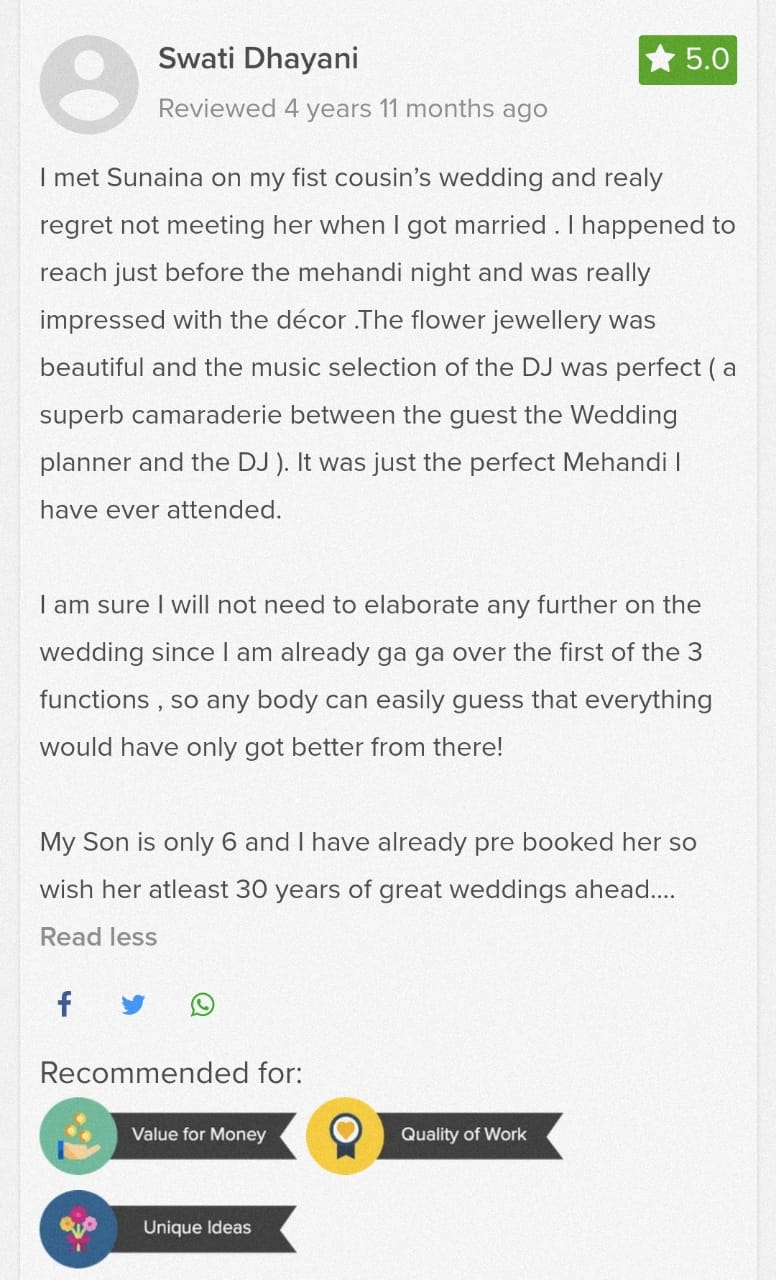 Swati Dhayani
5.0
Reviewed 4 years 11 months ago
I met Sunaina on my fist cousin’s wedding and realy
regret not meeting her when I got married . I happened to
reach just before the mehandi night and was really
impressed with the décor .The flower jewellery was
beautiful and the music selection of the DJ was perfect ( a
superb camaraderie between the guest the Wedding
planner and the DJ ). It was just the perfect Mehandi I
have ever attended.
I am sure I will not need to elaborate any further on the
wedding since I am already ga ga over the first of the 3
functions , so any body can easily guess that everything
would have only got better from there!
My Son is only 6 and I have already pre booked her so
wish her atleast 30 years of great weddings ahead....
Read less
Recommended for:
Value for Money
Quality of Work
Unique Ideas